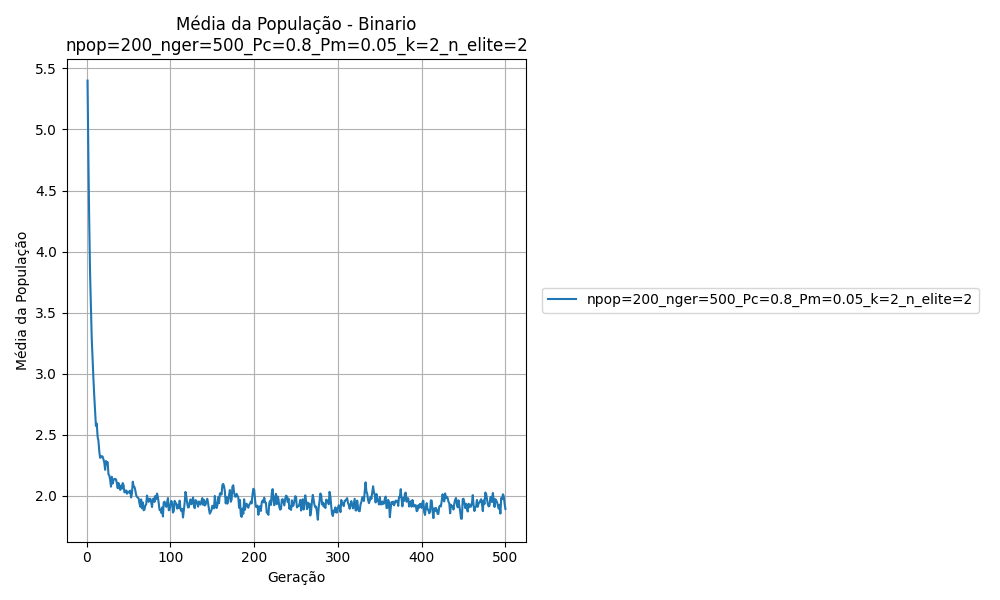 Média da População - Binario
npop=200_nger=500_Pc=0.8_Pm=0.05_k=2_n_elite=2
5.5
5.0
4.5
4.0
3.5
3.0
2.5
2.0
Média da População
0
100
200
300
400
500
Geração
npop=200_nger=500_Pc=0.8_Pm=0.05_k=2_n_elite=2